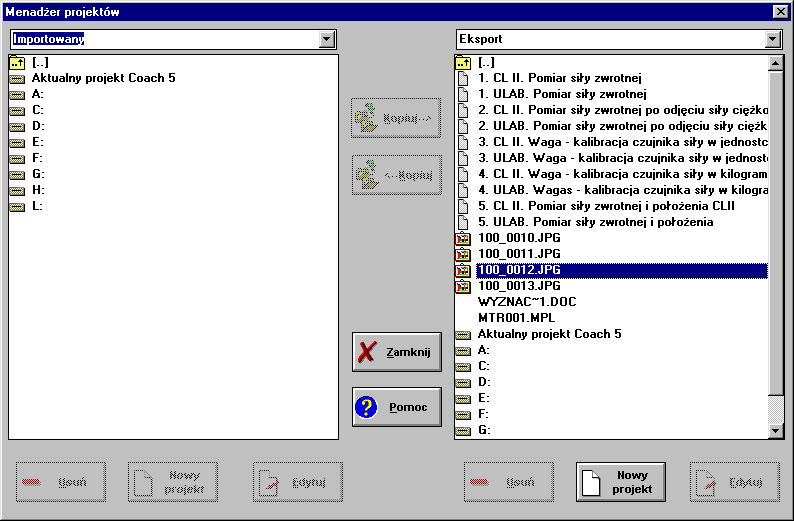 Menadżer projektów
Importowany
[..]
Aktualny projekt Coach 5
A:
C:
D:
E:
F:
G:
H:
L:
Kopiuj-->
<--Kopiuj
Zamknij
Pomoc
Eksport
[..]
1. CL II. Pomiar siły zwrotnej
1. ULAB. Pomiar siły zwrotnej
2. CL II. Pomiar siły zwrotnej po odjęciu siły ciężko
2. ULAB. Pomiar siły zwrotnej po odjęciu siły ciężk
3. CL II. Waga - kalibracja czujnika siły w jednostc
3. ULAB. Waga - kalibracja czujnika siły w jednost
4. CL II. Waga - kalibracja czujnika siły w kilogram
4. ULAB. Wagas - kalibracja czujnika siły w kilogra
5. CL II. Pomiar siły zwrotnej i położenia CLII
5. ULAB. Pomiar siły zwrotnej i położenia
100_0010.JPG
100_0011.JPG
100_0012.JPG
100_0013.JPG
WYZNAC~1.DOC
MTR001.MPL
Aktualny projekt Coach 5
A:
C:
D:
E:
F:
G:
Usuń
Nowy
projekt
Edytuj
Usuń
Nowy
projekt
Edytuj